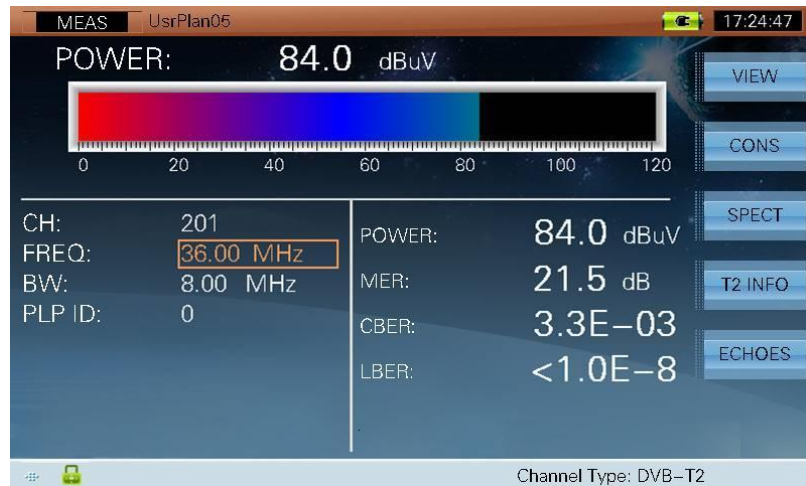 MEAS UsrPlan05 17:24:47
POWER: 84.0 dBuV
0 20 40 60 80 100 120
CH: 201
FREQ: 36.00 MHz
BW: 8.00 MHz
PLP ID: 0
POWER: 84.0 dBuV
MER: 21.5 dB
CBER: 3.3E–03
LBER: <1.0E–8
VIEW
CONS
SPECT
T2 INFO
ECHOES
Channel Type: DVB–T2